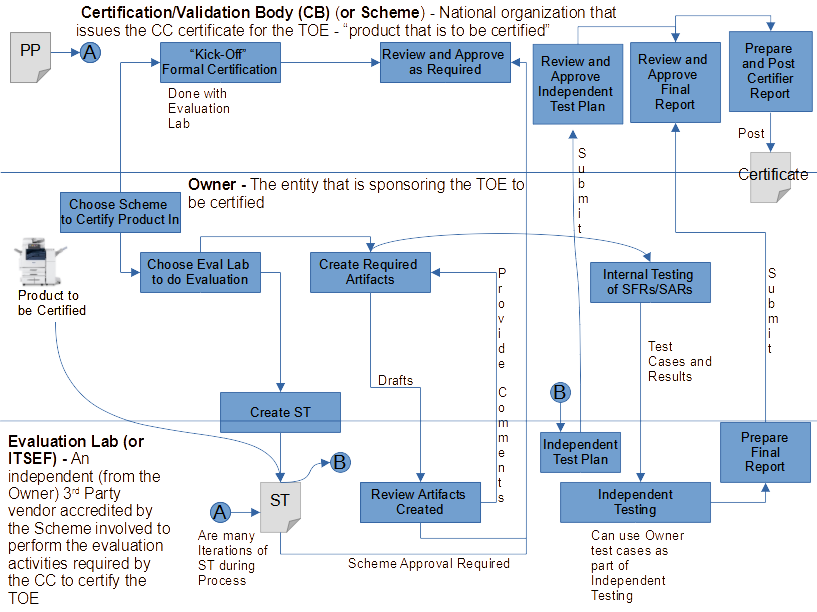 Certification/Validation Body (CB) (or Scheme) - National organization that
issues the CC certificate for the TOE - “product that is to be certified”
PP
A
“Kick-Off”
Formal Certification
Done with
Evaluation
Lab
Review and Approve
as Required
Review and
Approve
Independent
Test Plan
Review and
Approve
Final
Report
Prepare
and Post
Certifier
Report
Post
Certificate
Submit
Owner - The entity that is sponsoring the TOE to
be certified
Choose Scheme
to Certify Product In
Product to
be Certified
Choose Eval Lab
to do Evaluation
Create Required
Artifacts
Provide Comments
Internal Testing
of SFRs/SARs
Submit
Test
Cases and
Results
Drafts
Create ST
B
Evaluation Lab (or
ITSEF) - An
independent (from the
Owner) 3rd Party
vendor accredited by
the Scheme involved to
perform the evaluation
activities required by
the CC to certify the
TOE
A
ST
B
Are many
Iterations of
ST during
Process
Review Artifacts
Created
Scheme Approval Required
Independent
Test Plan
Independent
Testing
Can use Owner
test cases as
part of
Independent
Testing
Prepare
Final
Report